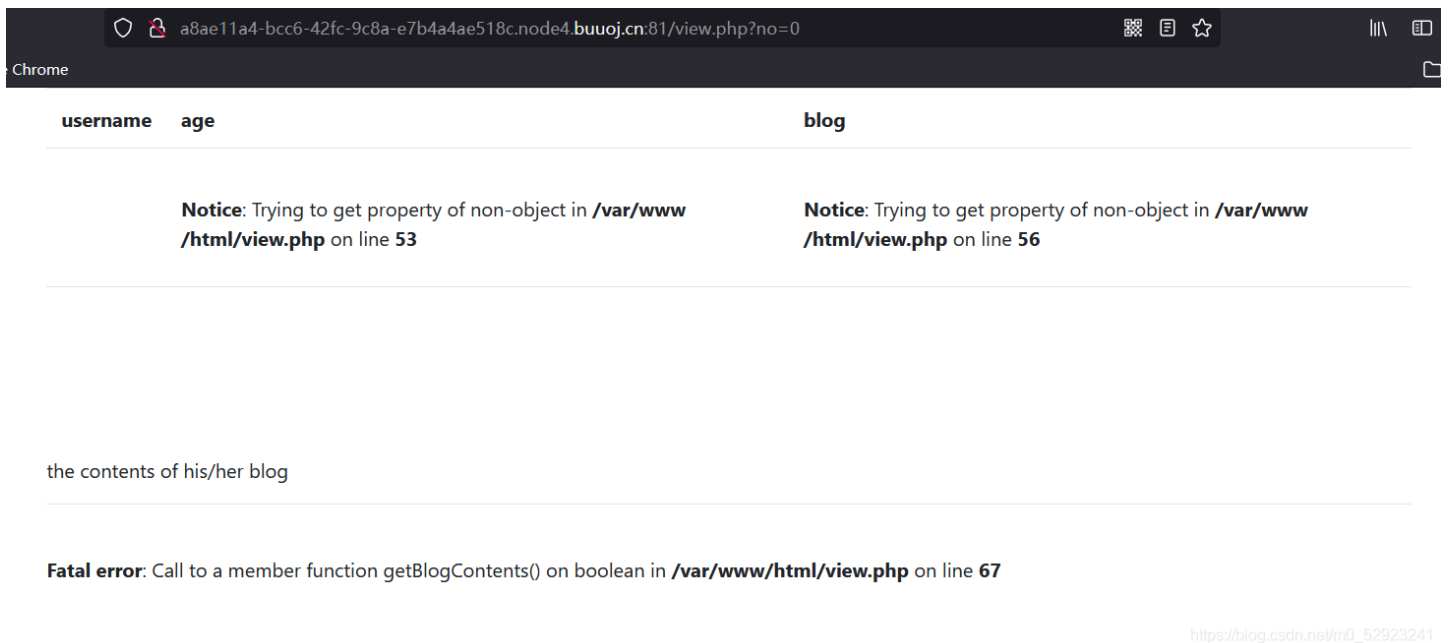 a8ae11a4-bcc6-42fc-9c8a-e7b4a4ae518c.node4.buuoj.cn:81/view.php?no=0
Chrome
username age blog
Notice: Trying to get property of non-object in /var/www
/html/view.php on line 53
Notice: Trying to get property of non-object in /var/www
/html/view.php on line 56
the contents of his/her blog
Fatal error: Call to a member function getBlogContents() on boolean in /var/www/html/view.php on line 67
https://blog.csdn.net/m0_52923241